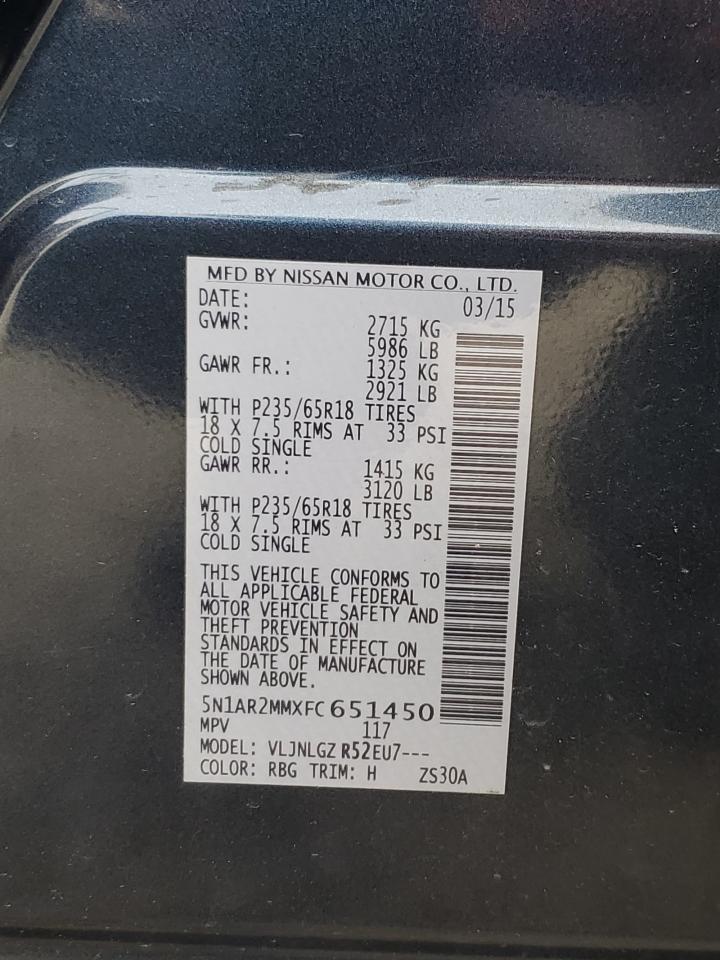 MFD BY NISSAN MOTOR CO., LTD.
DATE: 03/15
GVWR: 2715 KG
5986 LB
GAWR FR.: 1325 KG
2921 LB
WITH P235/65R18 TIRES
18 X 7.5 RIMS AT 33 PSI
COLD SINGLE
GAWR RR.: 1415 KG
3120 LB
WITH P235/65R18 TIRES
18 X 7.5 RIMS AT 33 PSI
COLD SINGLE
THIS VEHICLE CONFORMS TO
ALL APPLICABLE FEDERAL
MOTOR VEHICLE SAFETY AND
THEFT PREVENTION
STANDARDS IN EFFECT ON
THE DATE OF MANUFACTURE
SHOWN ABOVE.
5N1AR2MMXFC651450
MPV 117
MODEL: VLJNLGZ R52EU7---
COLOR: RBG TRIM: H ZS30A